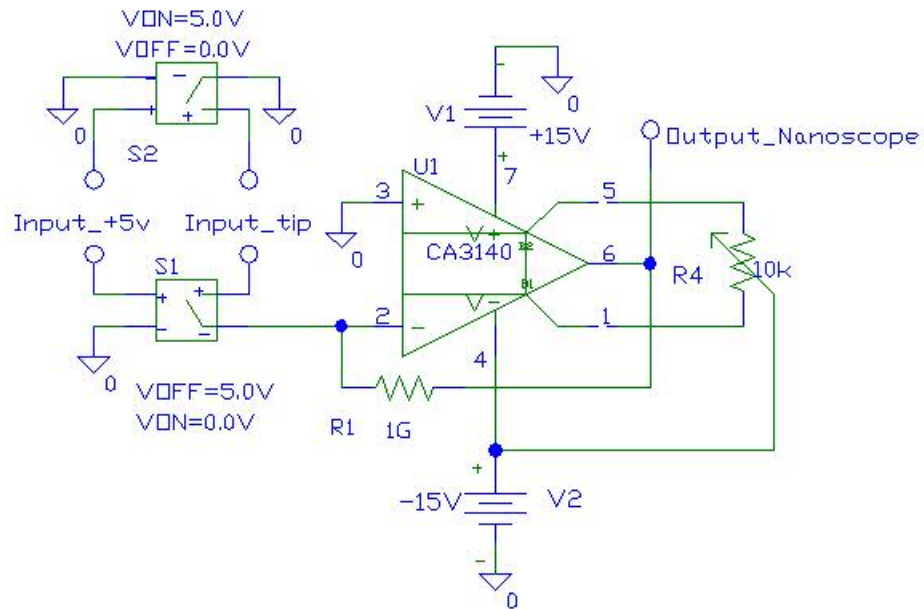 VON=5.0V
VOFF=0.0V
0
0
S2
Input_+5v
Input_tip
S1
0
VOFF=5.0V
VON=0.0V
V1
+15V
0
U1
7
3
0
CA3140
V+
V-
2
4
5
6
1
Output_Nanoscope
R4
10k
R1
1G
-15V
V2
0